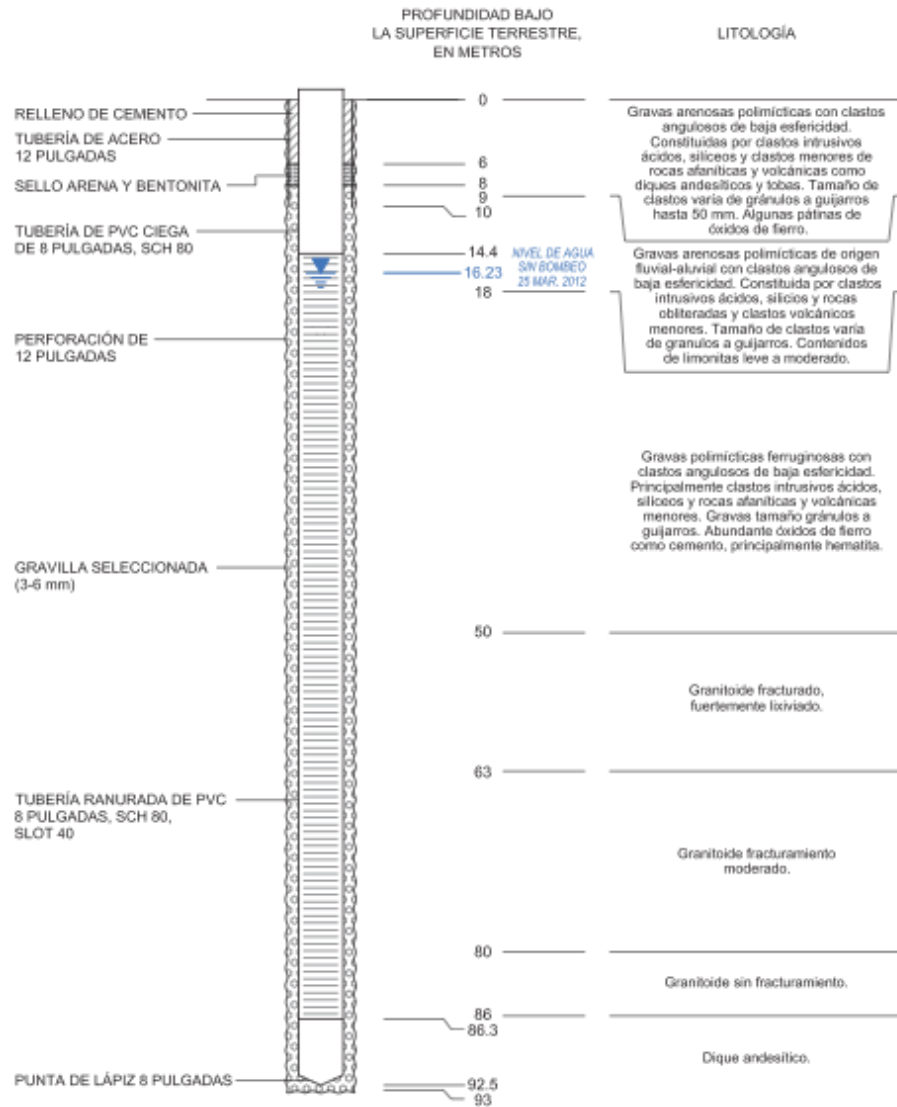 PROFUNDIDAD BAJO
LA SUPERFICIE TERRESTRE,
EN METROS
LITOLOGÍA
RELLENO DE CEMENTO
TUBERÍA DE ACERO
12 PULGADAS
SELLO ARENA Y BENTONITA
TUBERÍA DE PVC CIEGA
DE 8 PULGADAS, SCH 80
PERFORACIÓN DE
12 PULGADAS
GRAVILLA SELECCIONADA
(3-6 mm)
TUBERÍA RANURADA DE PVC
8 PULGADAS, SCH 80,
SLOT 40
PUNTA DE LÁPIZ 8 PULGADAS
0
6
8
9
10
14.4
16.23
18
50
63
80
86
86.3
92.5
93
NIVEL DE AGUA
SIN BOMBEO
25 MAR, 2012
Gravas arenosas polimícticas con clastos
angulosos de baja esfericidad.
Constituidas por clastos intrusivos
ácidos, silíceos y clastos menores de
rocas afaníticas y volcánicas como
diques andesíticos y tobas. Tamaño de
clastos varía de gránulos a guijarros
hasta 50 mm. Algunas pátinas de
óxidos de fierro.
Gravas arenosas polimícticas de origen
fluvial-aluvial con clastos angulosos de
baja esfericidad. Constituida por clastos
intrusivos ácidos, silicios y rocas
obliteradas y clastos volcánicos
menores. Tamaño de clastos varía
de granulos a guijarros. Contenidos
de limonitas leve a moderado.
Gravas polimícticas ferruginosas con
clastos angulosos de baja esfericidad.
Principalmente clastos intrusivos ácidos,
silíceos y rocas afaníticas y volcánicas
menores. Gravas tamaño gránulos a
guijarros. Abundante óxidos de fierro
como cemento, principalmente hematita.
Granitoide fracturado,
fuertemente lixiviado.
Granitoide fracturamiento
moderado.
Granitoide sin fracturamiento.
Dique andesítico.